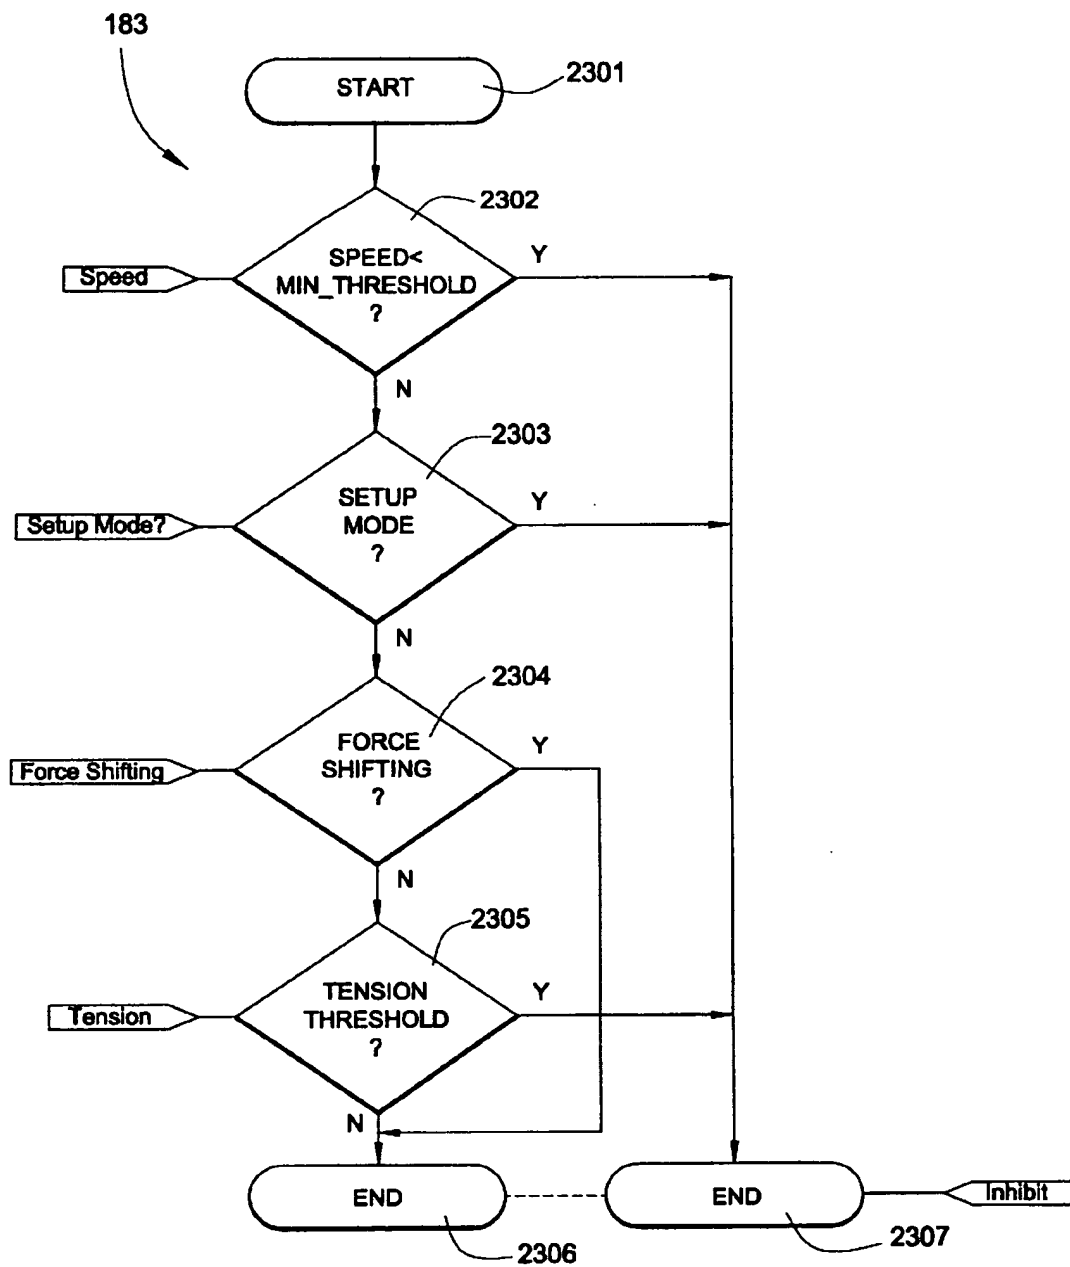 183
START
2301
2302
SPEED<
MIN_THRESHOLD
?
Y
Speed
N
2303
SETUP
MODE
?
Y
Setup Mode?
N
2304
FORCE
SHIFTING
?
Y
Force Shifting
N
2305
TENSION
THRESHOLD
?
Y
Tension
N
END
END
Inhibit
2306
2307